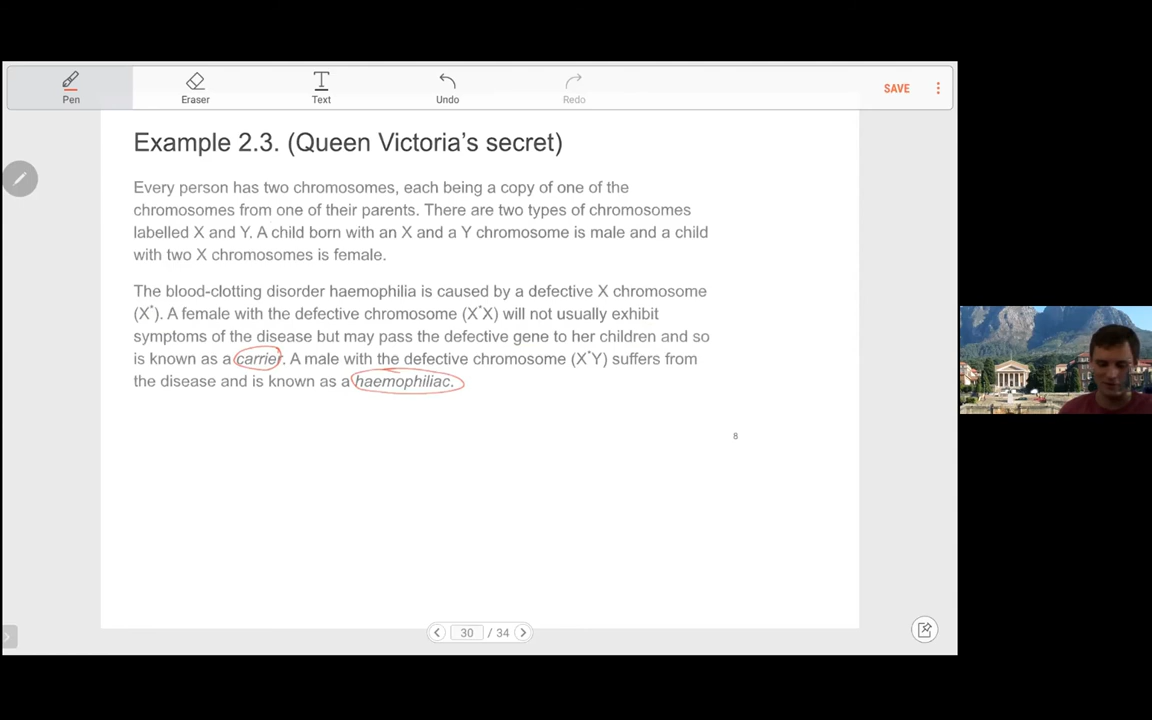 Pen
Eraser
Text
Undo
Redo
SAVE
Example 2.3. (Queen Victoria's secret)
Every person has two chromosomes, each being a copy of one of the
chromosomes from one of their parents. There are two types of chromosomes
labelled X and Y. A child born with an X and a Y chromosome is male and a child
with two X chromosomes is female.
The blood-clotting disorder haemophilia is caused by a defective X chromosome
(X*). A female with the defective chromosome (X*X) will not usually exhibit
symptoms of the disease but may pass the defective gene to her children and so
is known as a carrier. A male with the defective chromosome (X*Y) suffers from
the disease and is known as a haemophiliac.
8
30 / 34